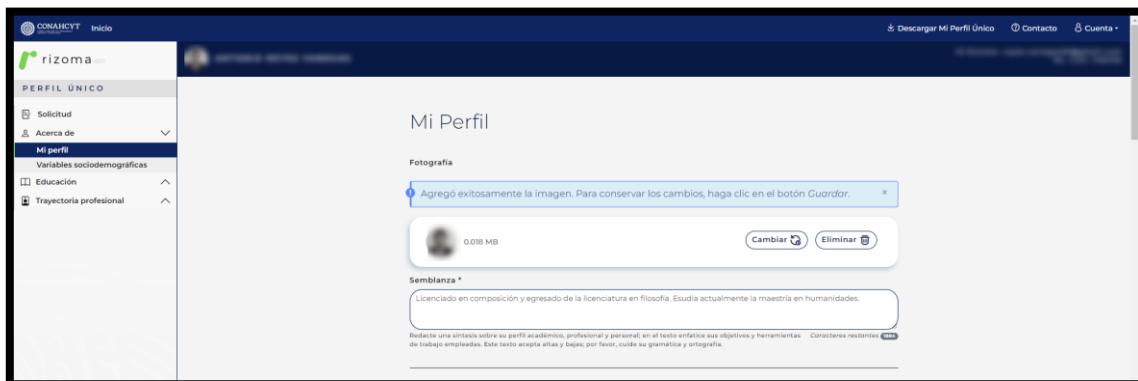 CONAHCYT Inicio
Descargar Mi Perfil Único Contacto Cuenta
rizoma
PERFIL ÚNICO
Solicitud
Acerca de
Mi perfil
Variables sociodemográficas
Educación
Trayectoria profesional
Mi Perfil
Fotografía
Agregó exitosamente la imagen. Para conservar los cambios, haga clic en el botón Guardar. ×
0.018 MB Cambiar Eliminar
Semblanza *
Licenciado en composición y egresado de la licenciatura en filosofía. Esudia actualmente la maestría en humanidades.
Redacte una síntesis sobre su perfil académico, profesional y personal; en el texto enfatice sus objetivos y herramientas Caracteres restantes
de trabajo empleadas. Este texto acepta altas y bajas; por favor, cuide su gramática y ortografía.